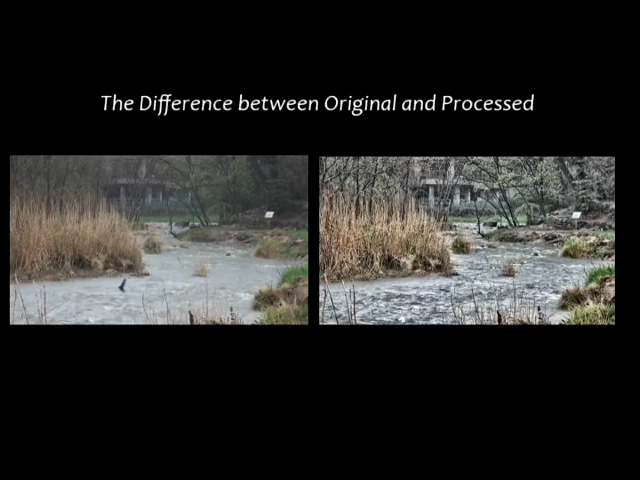 The Difference between Original and Processed